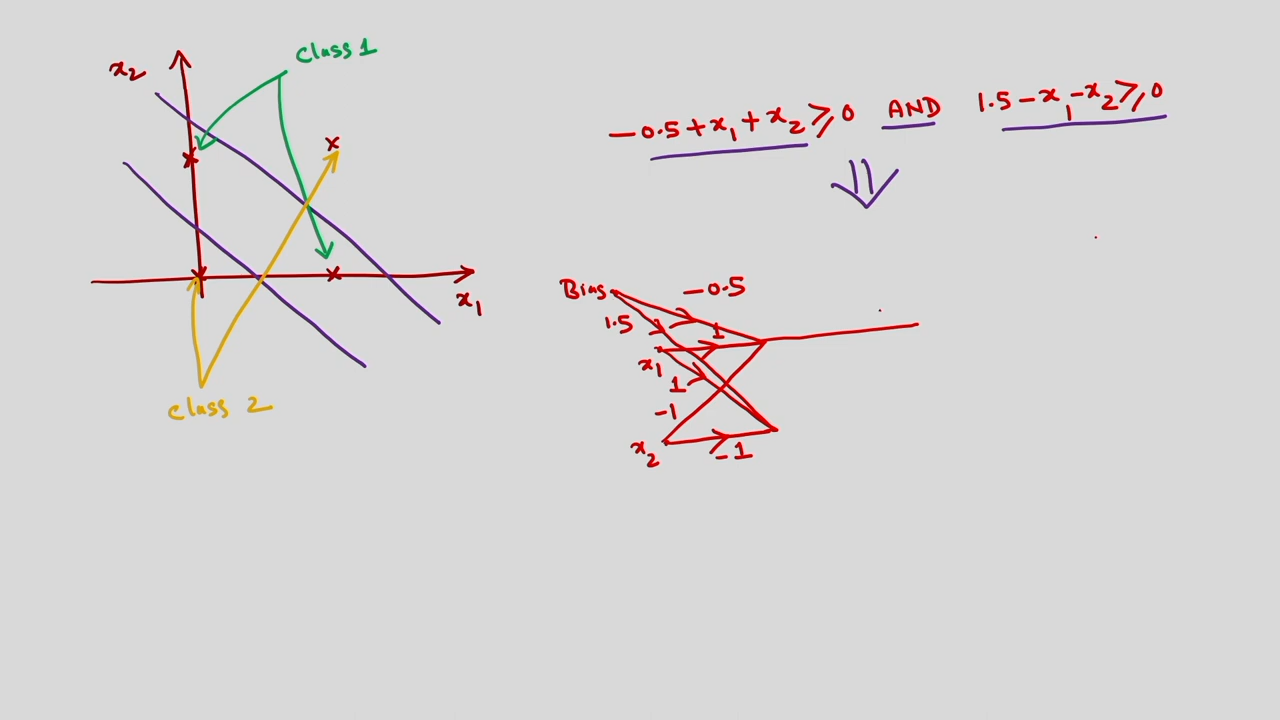 Class 1
x2
x
x
x
x
x1
Class 2
-0.5+x1+x2⩾0 AND 1.5-x1-x2⩾0
Bias
-0.5
1.5
1
x1
1
-1
x2
-1